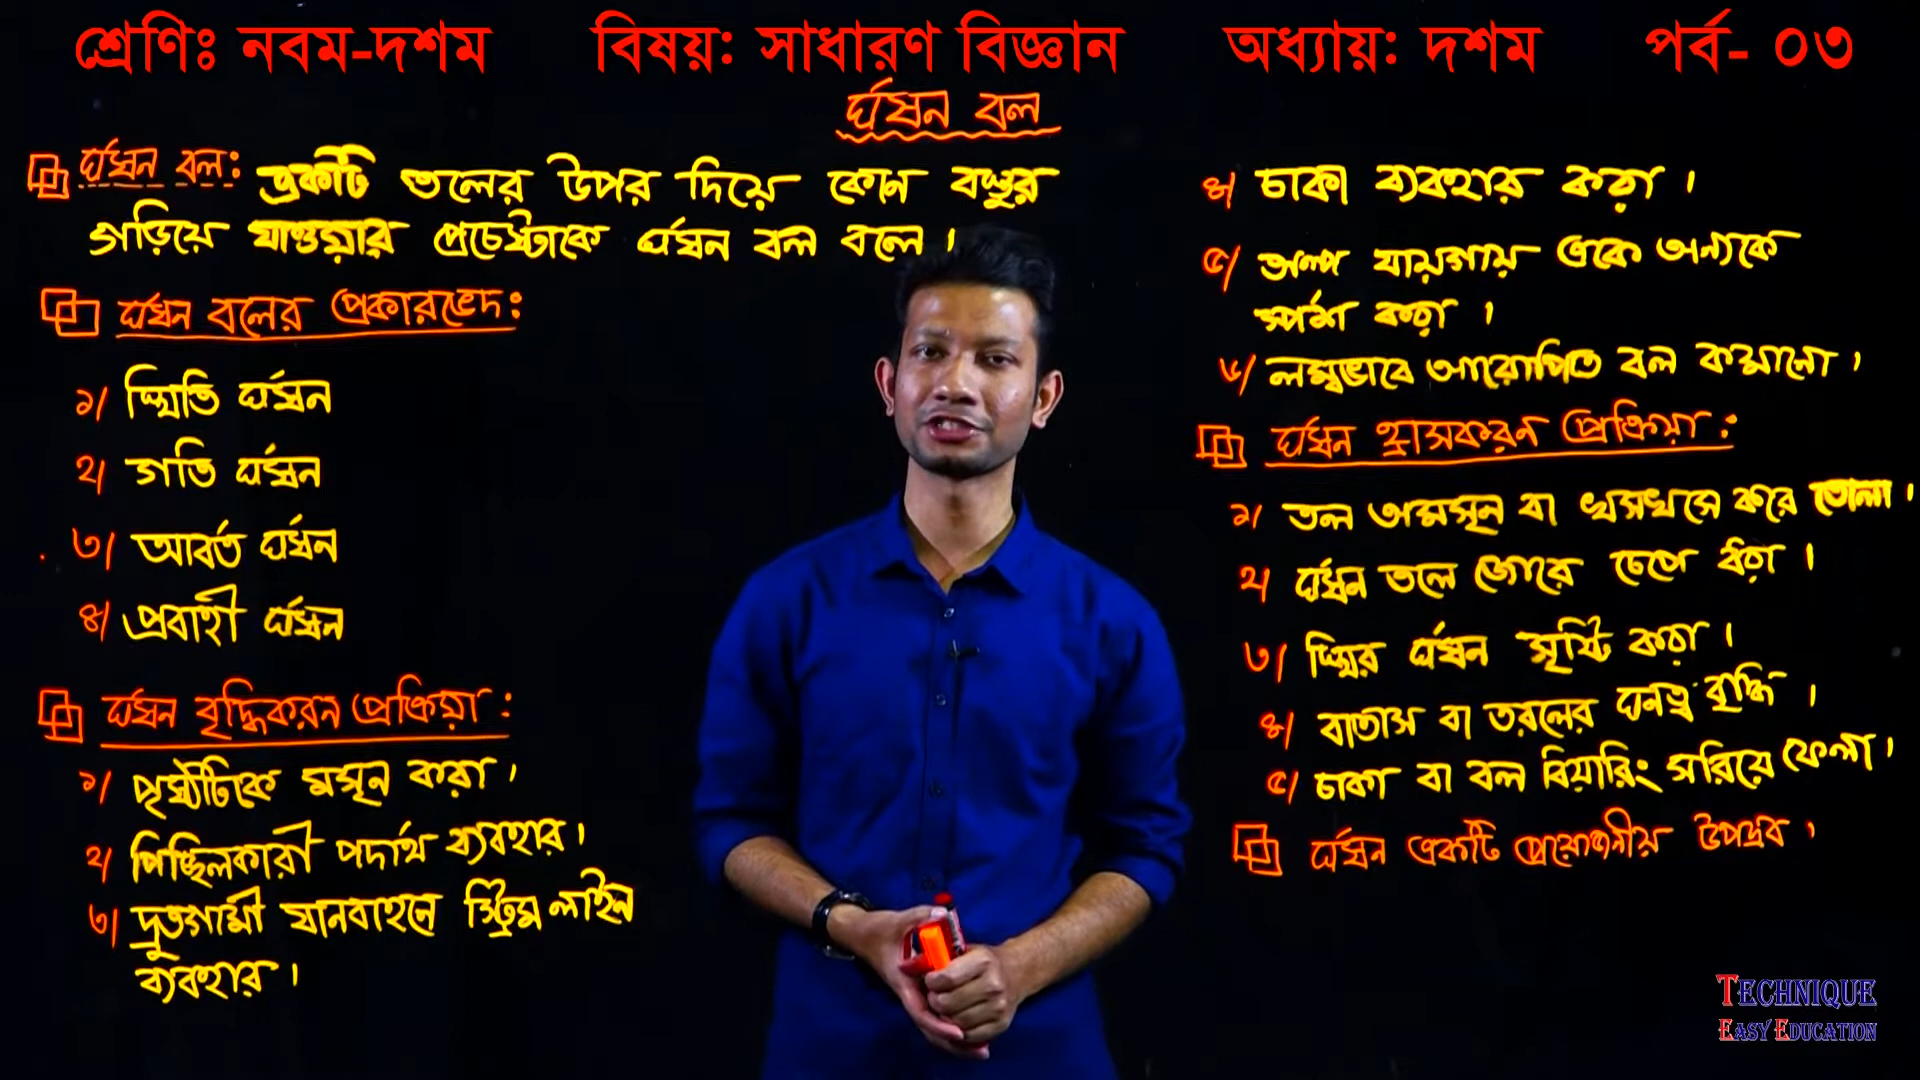 শ্রেণিঃ নবম-দশম বিষয়: সাধারণ বিজ্ঞান অধ্যায়: দশম পর্ব- ০৩
ঘর্ষন বল
ঘর্ষন বল: একটি তলের উপর দিয়ে কোন বস্তুর
গড়িয়ে যাওয়ার প্রচেষ্টাকে ঘর্ষন বল বলে।
ঘর্ষন বলের প্রকারভেদ:
১/ স্থিতি ঘর্ষন
২/ গতি ঘর্ষন
৩/ আবর্ত ঘর্ষন
৪/ প্রবাহী ঘর্ষন
ঘর্ষন বৃদ্ধিকরন প্রক্রিয়া:
১/ পৃষ্ঠটিকে মসৃন করা।
২/ পিচ্ছিলকারী পদার্থ ব্যবহার।
৩/ দ্রুতগামী যানবাহনে স্ট্রিম লাইন
ব্যবহার।
৪/ চাকা ব্যবহার করা।
৫/ অল্প যায়গায় একে অন্যকে
স্পর্শ করা।
৬/ লম্বভাবে আরোপিত বল কমানো।
ঘর্ষন হ্রাসকরন প্রক্রিয়া:
১/ তল অমসৃন বা খসখসে করে তোলা।
২/ ঘর্ষন তলে জোরে চেপে ধরা।
৩/ স্থির ঘর্ষন সৃষ্টি করা।
৪/ বাতাস বা তরলের ঘনত্ব বৃদ্ধি।
৫/ চাকা বা বল বিয়ারিং সরিয়ে ফেলা।
ঘর্ষন একটি প্রয়োজনীয় উপদ্রব।
TECHNIQUE
EASY EDUCATION